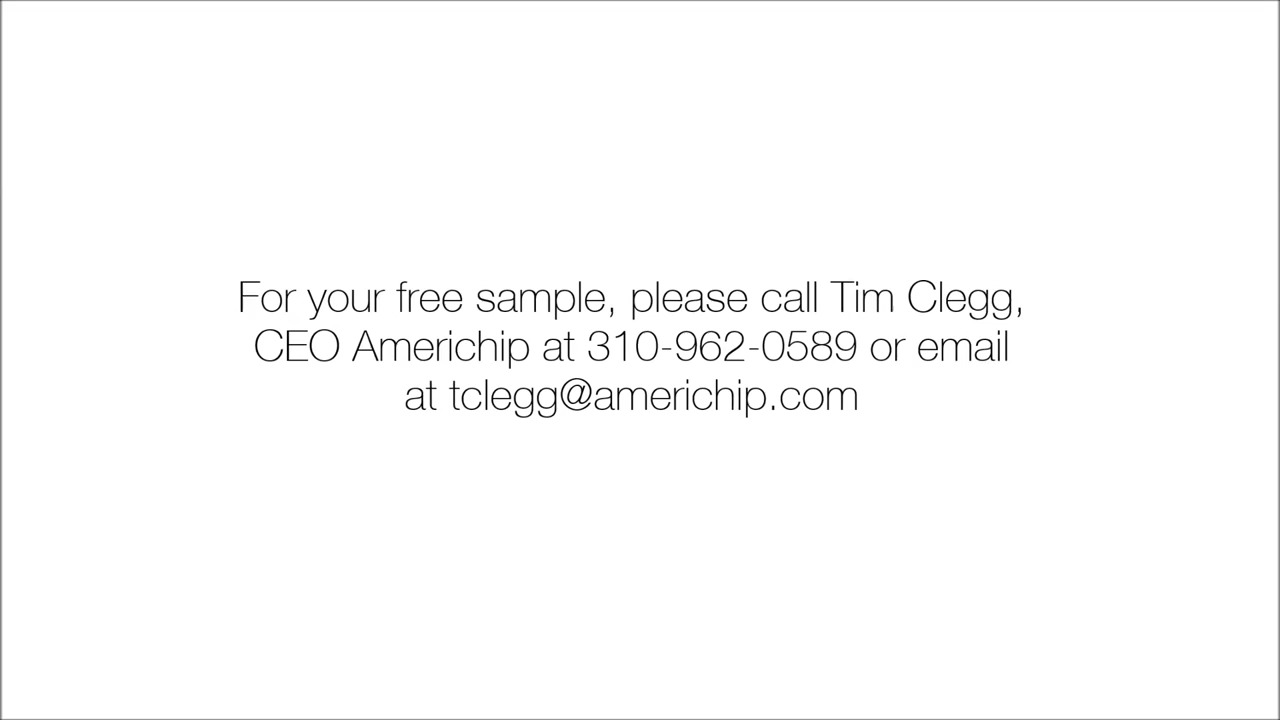 For your free sample, please call Tim Clegg,
CEO Americhip at 310-962-0589 or email
at tclegg@americhip.com